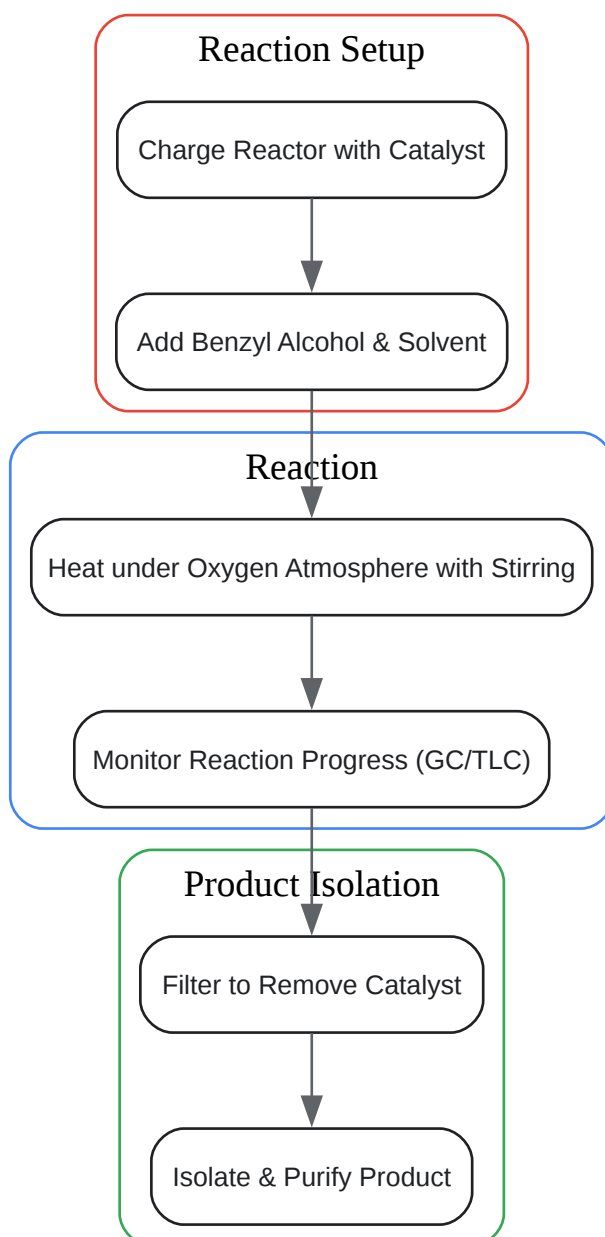 Reaction Setup
Charge Reactor with Catalyst
Add Benzyl Alcohol & Solvent
Reaction
Heat under Oxygen Atmosphere with Stirring
Monitor Reaction Progress (GC/TLC)
Product Isolation
Filter to Remove Catalyst
Isolate & Purify Product